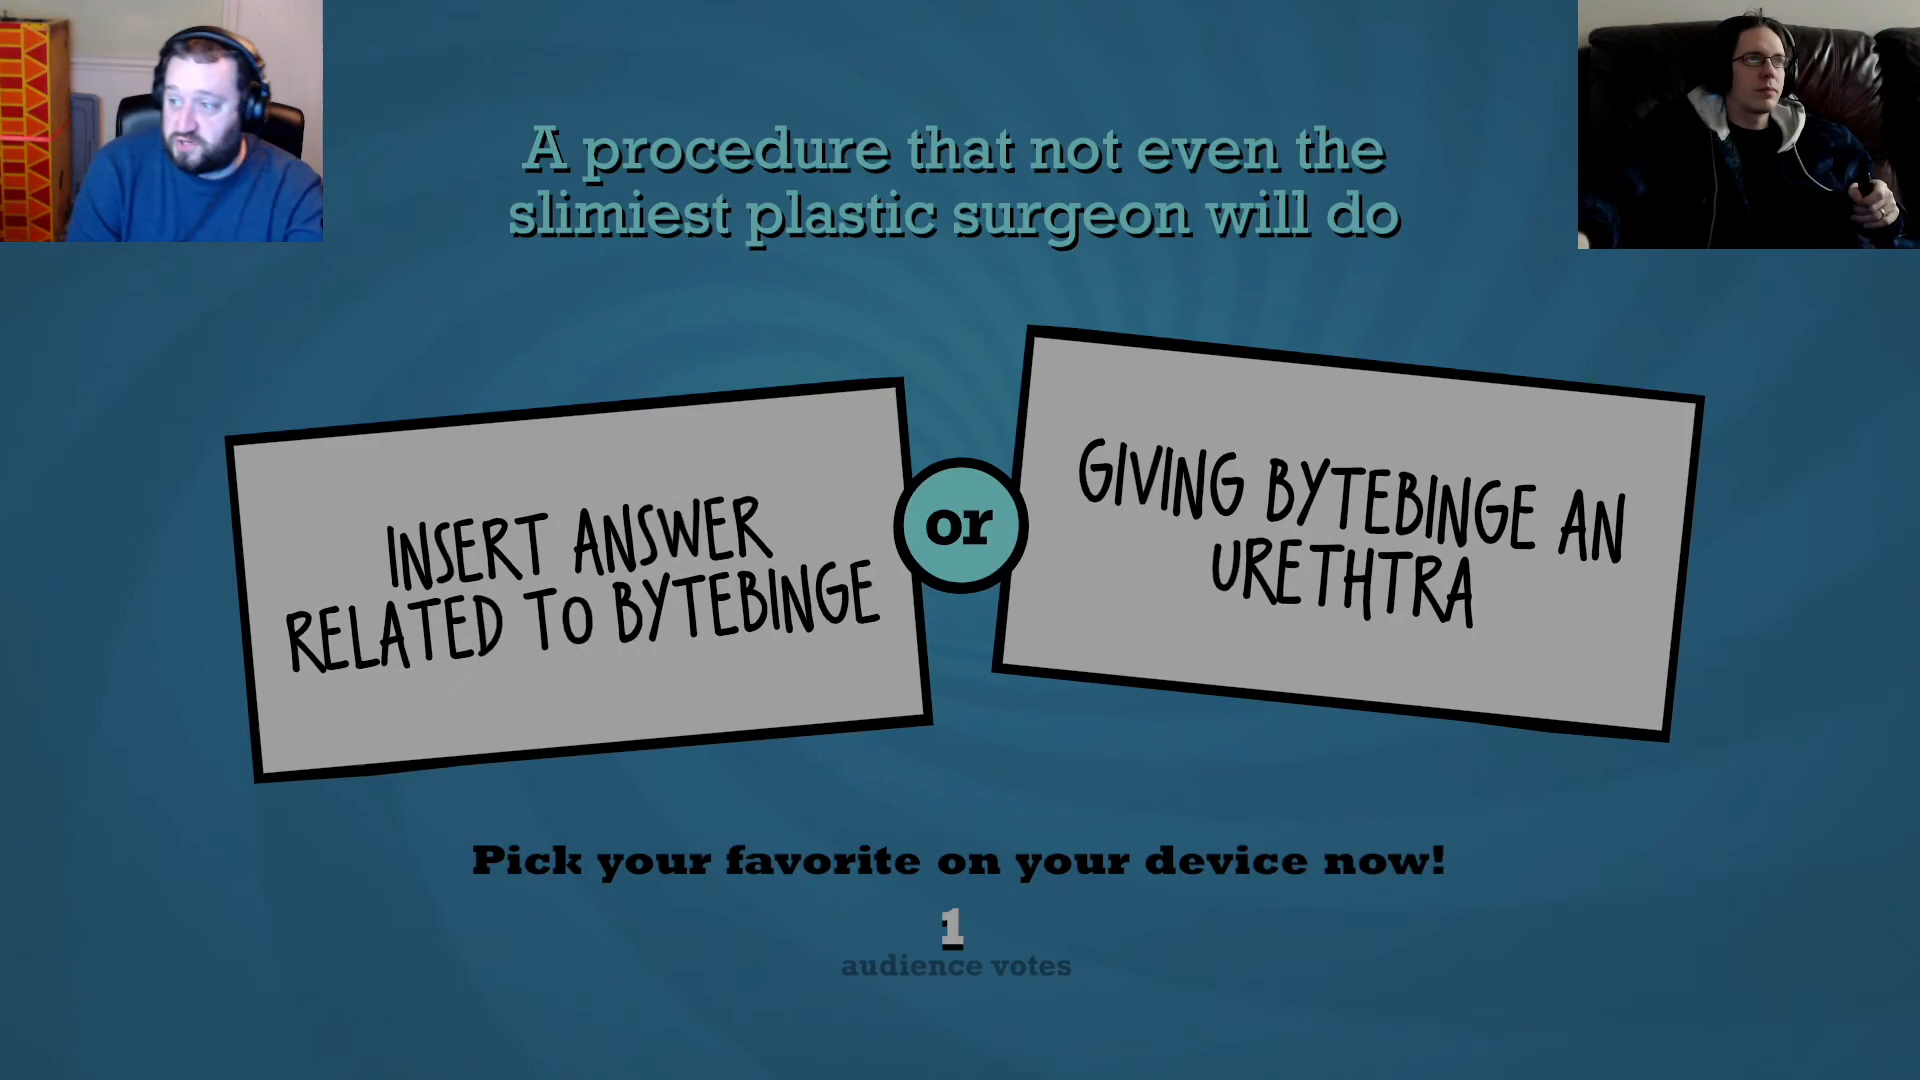 A procedure that not even the
slimiest plastic surgeon will do
INSERT ANSWER
RELATED TO BYTEBINGE
or
GIVING BYTEBINGE AN
URETHTRA
Pick your favorite on your device now!
1
audience votes